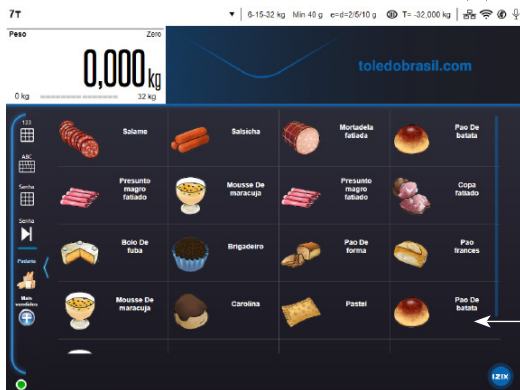 7T
▼ 6-15-32 kg Min 40 g e=d=2/5/10 g T= -32,000 kg
Peso Zero
0,000 kg
0 kg 32 kg
toledobrasil.com
123
ABC
Senha
Senha
Padaria
Mais vendidos
Salame
Salsicha
Mortadela
fatiada
Pao De
batata
Presunto
magro
fatiado
Mousse De
maracuja
Presunto
magro
fatiado
Copa
fatiado
Bolo De
fuba
Brigadeiro
Pao De
forma
Pao
frances
Mousse De
maracuja
Carolina
Pastel
Pao De
batata
IZIX